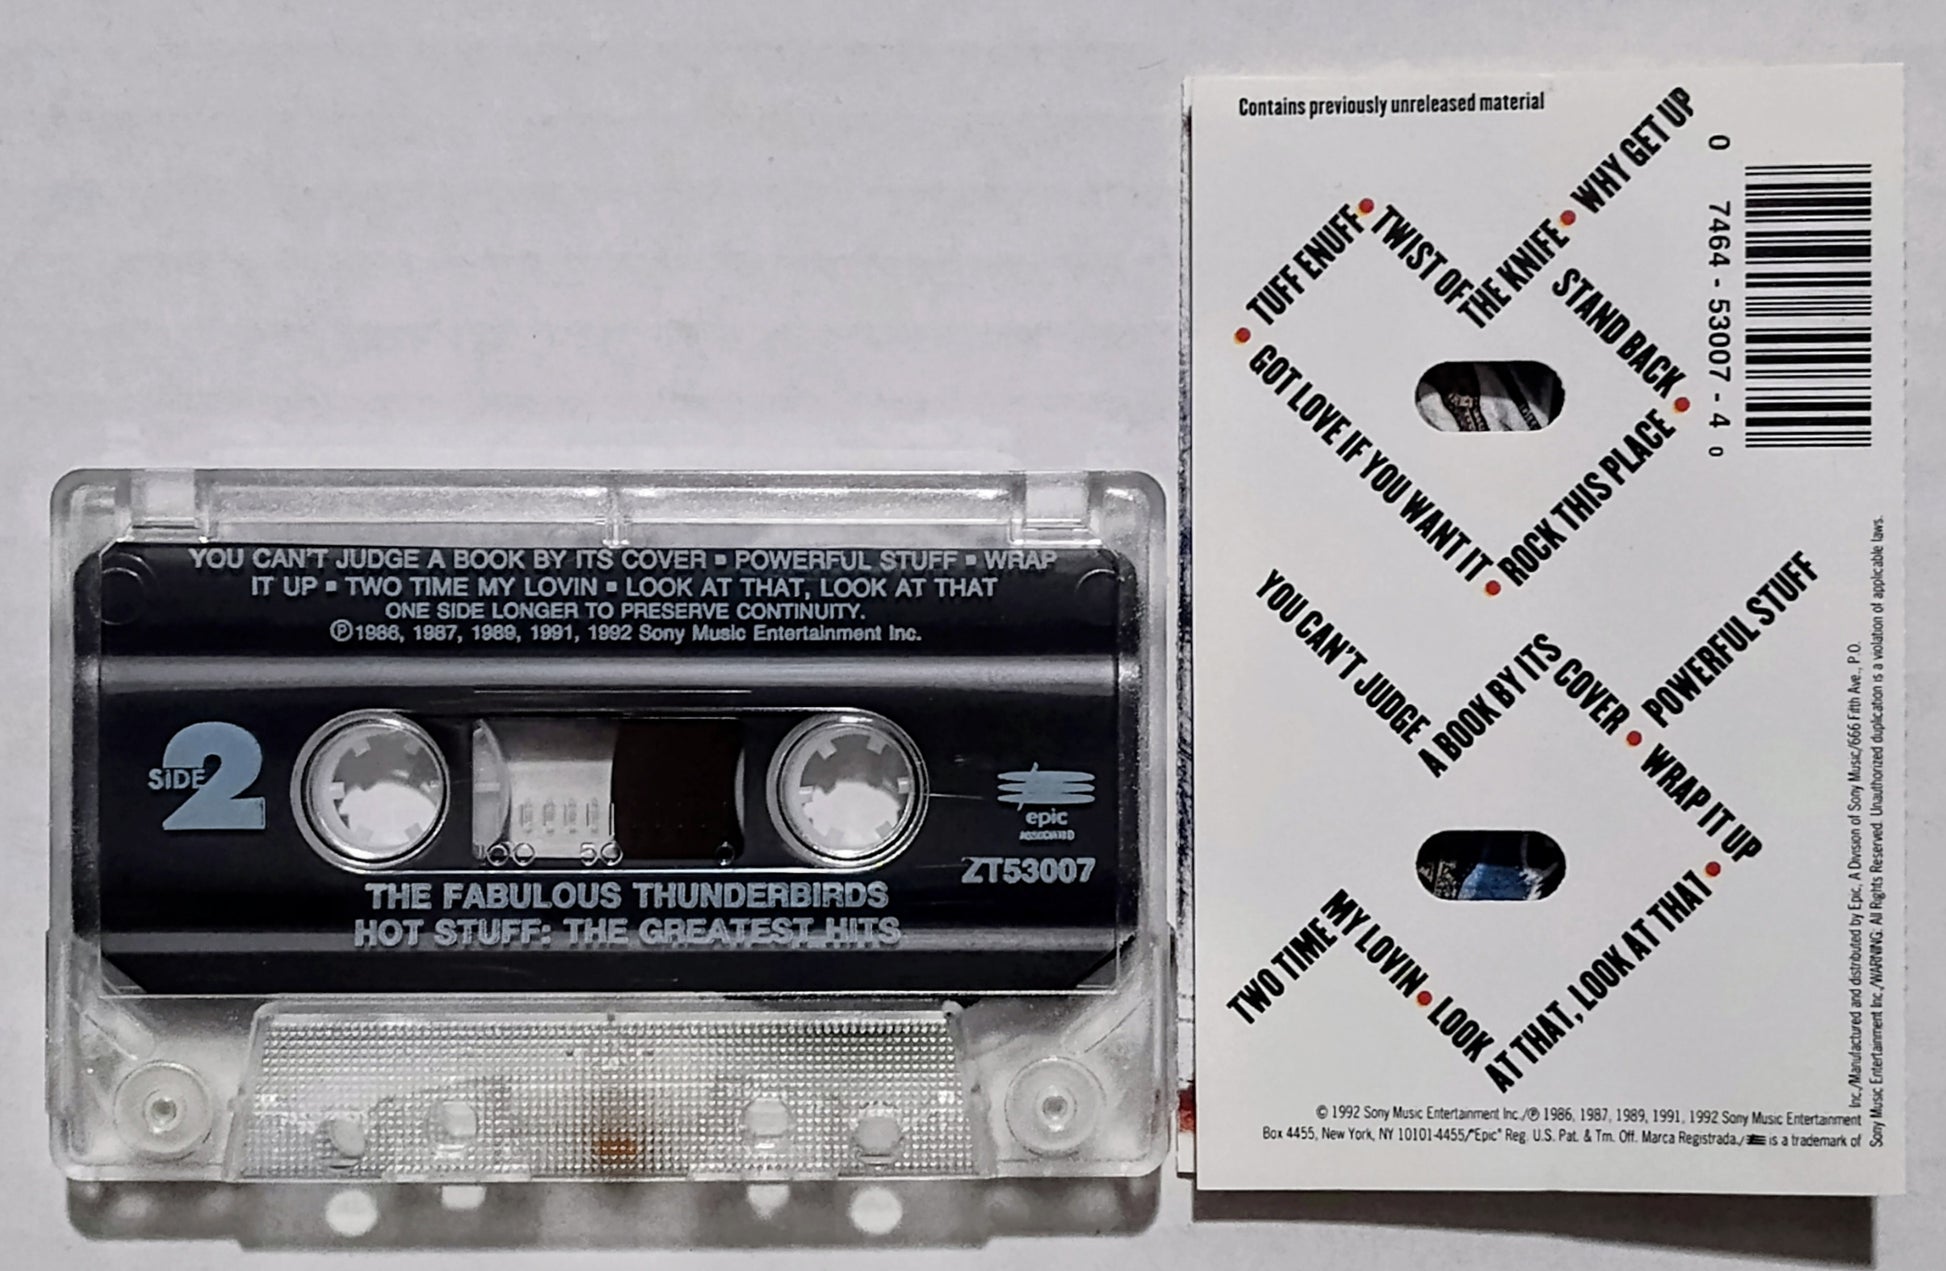 YOU CAN'T JUDGE A BOOK BY ITS COVER ▪ POWERFUL STUFF ▪ WRAP
IT UP ▪ TWO TIME MY LOVIN ▪ LOOK AT THAT, LOOK AT THAT
ONE SIDE LONGER TO PRESERVE CONTINUITY.
Ⓟ1986, 1987, 1989, 1991, 1992 Sony Music Entertainment Inc.
SIDE 2
100 50 0
epic
ASSOCIATED
ZT53007
THE FABULOUS THUNDERBIRDS
HOT STUFF: THE GREATEST HITS
Contains previously unreleased material
TUFF ENUFF •
TWIST OF
THE KNIFE •
WHY GET UP
STAND BACK •
ROCK THIS PLACE
• GOT LOVE IF YOU WANT IT •
YOU CAN'T JUDGE
A BOOK BY ITS
COVER •
POWERFUL STUFF
WRAP IT UP •
TWO TIME
MY LOVIN •
LOOK
AT THAT, LOOK AT THAT
0 7464-53007-4 0
© 1992 Sony Music Entertainment Inc./Ⓟ 1986, 1987, 1989, 1991, 1992 Sony Music Entertainment
Inc./Manufactured and distributed by Epic, A Division of Sony Music/666 Fifth Ave., P.O.
Box 4455, New York, NY 10101-4455/"Epic" Reg. U.S. Pat. & Tm. Off. Marca Registrada./ is a trademark of
Sony Music Entertainment Inc./WARNING: All Rights Reserved. Unauthorized duplication is a violation of applicable laws.